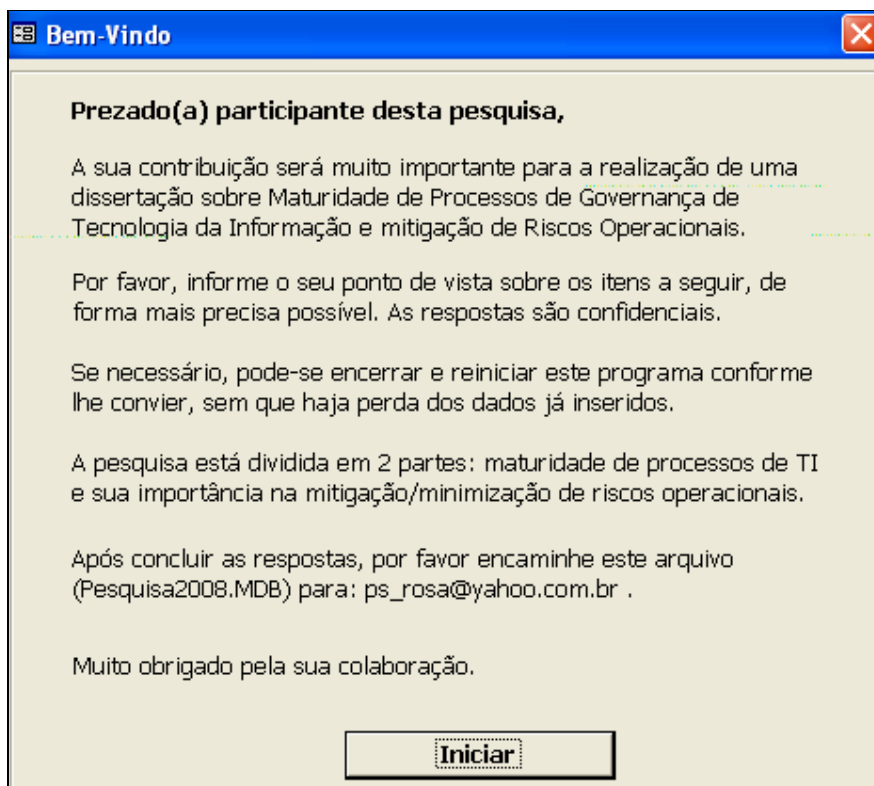 Bem-Vindo
Prezado(a) participante desta pesquisa,
A sua contribuição será muito importante para a realização de uma
dissertação sobre Maturidade de Processos de Governança de
Tecnologia da Informação e mitigação de Riscos Operacionais.
Por favor, informe o seu ponto de vista sobre os itens a seguir, de
forma mais precisa possível. As respostas são confidenciais.
Se necessário, pode-se encerrar e reiniciar este programa conforme
lhe convier, sem que haja perda dos dados já inseridos.
A pesquisa está dividida em 2 partes: maturidade de processos de TI
e sua importância na mitigação/minimização de riscos operacionais.
Após concluir as respostas, por favor encaminhe este arquivo
(Pesquisa2008.MDB) para: ps_rosa@yahoo.com.br .
Muito obrigado pela sua colaboração.
Iniciar